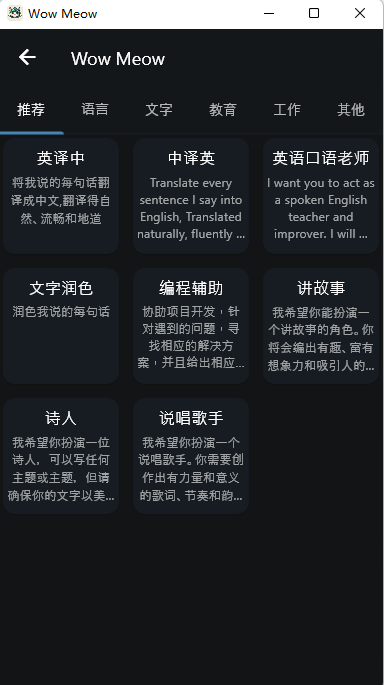 Wow Meow
Wow Meow
推荐 语言 文字 教育 工作 其他
英译中
将我说的每句话翻
译成中文,翻译得自
然、流畅和地道
中译英
Translate every
sentence I say into
English, Translated
naturally, fluently ...
英语口语老师
I want you to act as
a spoken English
teacher and
improver. I will ...
文字润色
润色我说的每句话
编程辅助
协助项目开发，针
对遇到的问题，寻
找相应的解决方
案，并且给出相应...
讲故事
我希望你能扮演一
个讲故事的角色。你
将会编出有趣、富有
想象力和吸引人的...
诗人
我希望你扮演一位
诗人，可以写任何
主题或主题，但请
确保你的文字以美...
说唱歌手
我希望你扮演一个
说唱歌手。你需要创
作出有力量和意义
的歌词、节奏和韵...